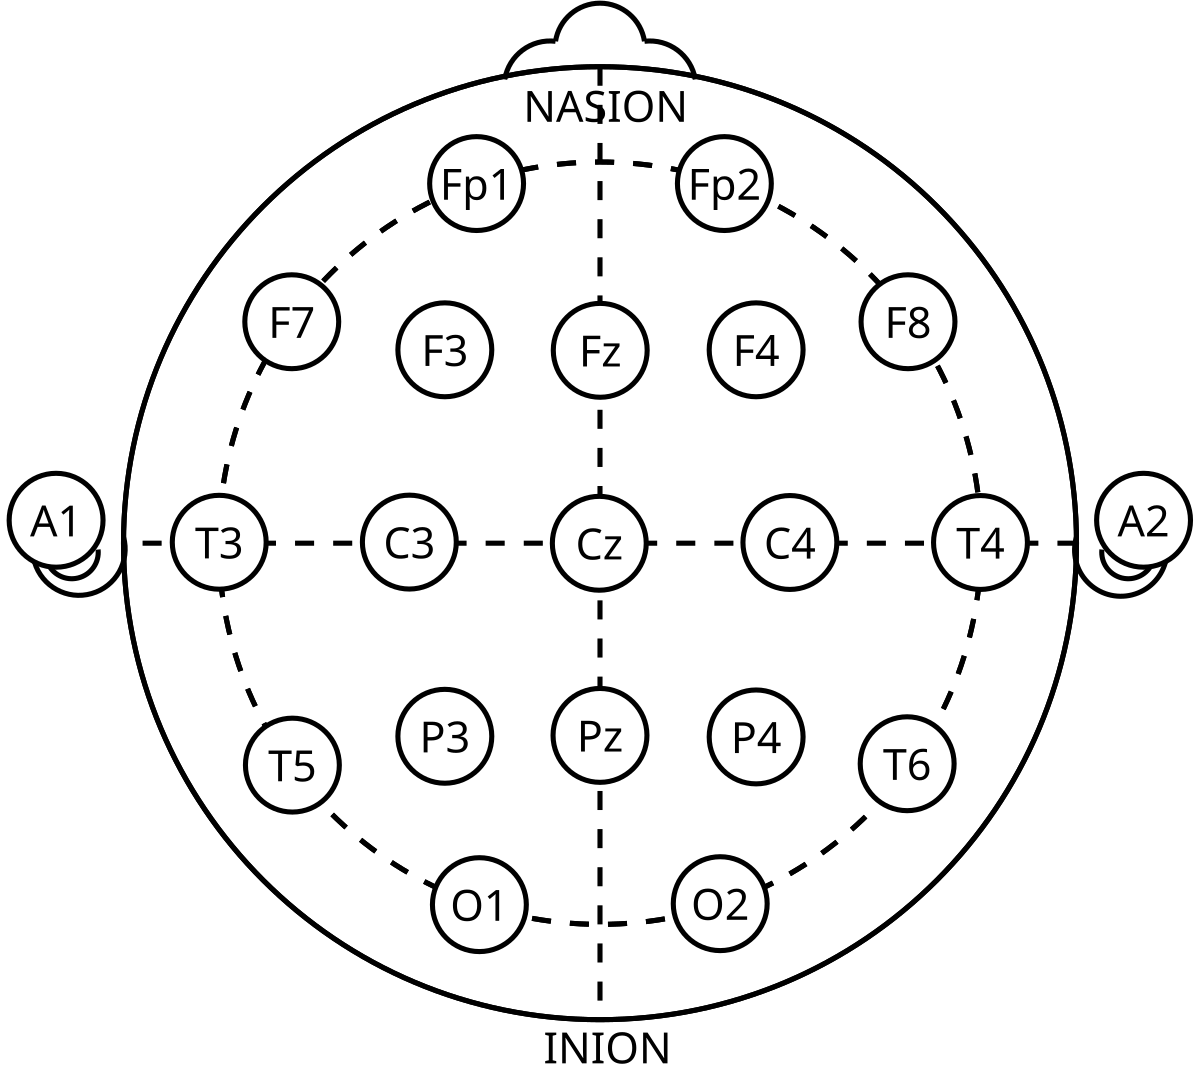 NASION
Fp1 Fp2
F7 F3 Fz F4 F8
A1 T3 C3 Cz C4 T4 A2
T5 P3 Pz P4 T6
O1 O2
INION